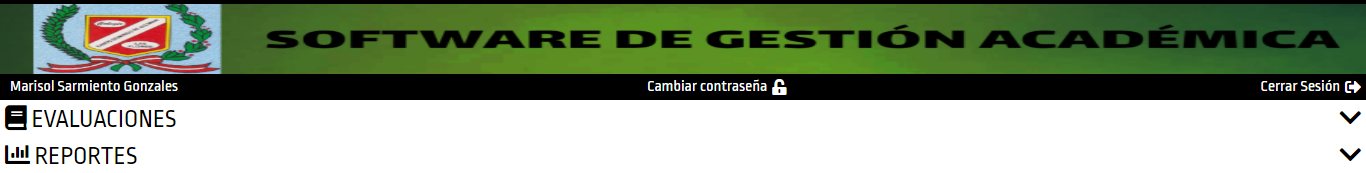 SOFTWARE DE GESTIÓN ACADÉMICA
Marisol Sarmiento Gonzales Cambiar contraseña Cerrar Sesión
EVALUACIONES
REPORTES